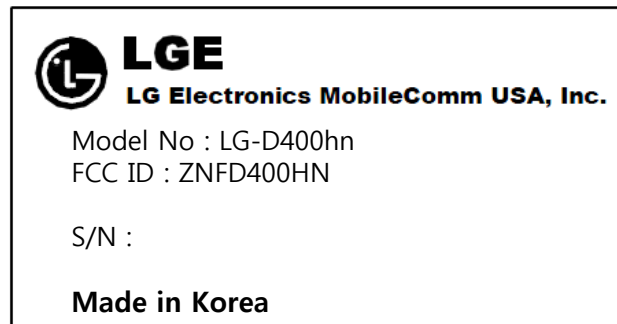 LGE
LG Electronics MobileComm USA, Inc.
Model No : LG-D400hn
FCC ID : ZNFD400HN
S/N :
Made in Korea